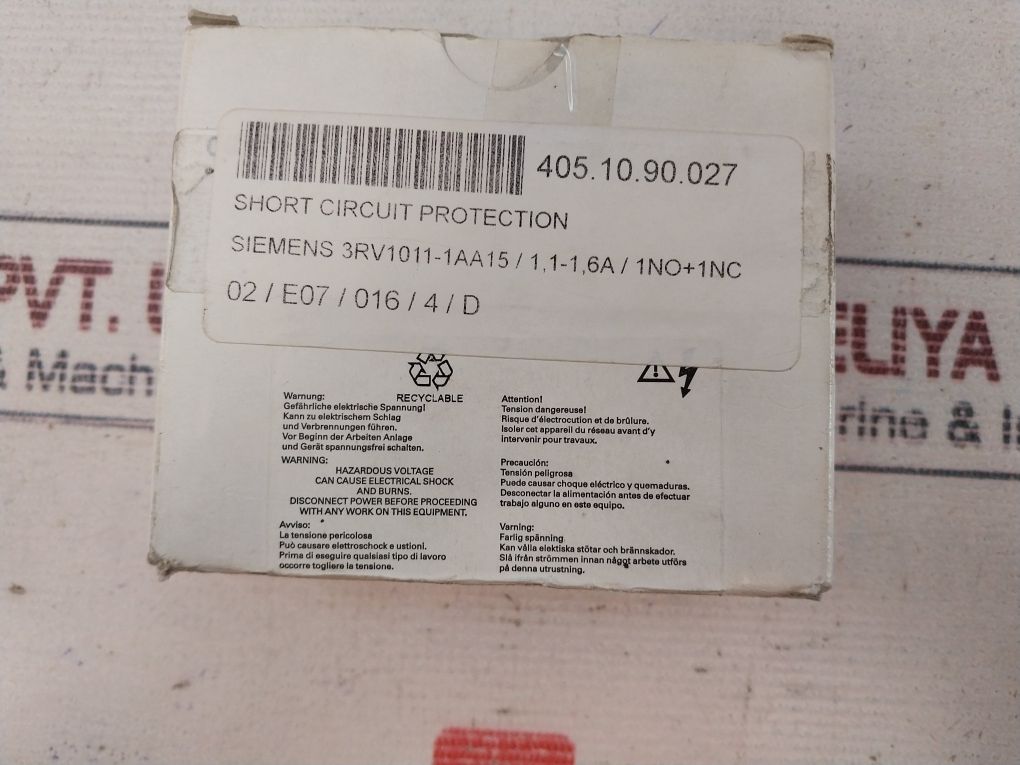 405.10.90.027
SHORT CIRCUIT PROTECTION
SIEMENS 3RV1011-1AA15 / 1,1-1,6A / 1NO+1NC
02 / E07 / 016 / 4 / D
RECYCLABLE
Warnung:
Gefährliche elektrische Spannung!
Kann zu elektrischem Schlag
und Verbrennungen führen.
Vor Beginn der Arbeiten Anlage
und Gerät spannungsfrei schalten.
WARNING:
HAZARDOUS VOLTAGE
CAN CAUSE ELECTRICAL SHOCK
AND BURNS.
DISCONNECT POWER BEFORE PROCEEDING
WITH ANY WORK ON THIS EQUIPMENT.
Avviso:
La tensione pericolosa
Può causare elettroschock e ustioni.
Prima di eseguire qualsiasi tipo di lavoro
occorre togliere la tensione.
Attention!
Tension dangereuse!
Risque d'électrocution et de brûlure.
Isoler cet appareil du réseau avant d'y
intervenir pour travaux.
Precaución:
Tensión peligrosa
Puede causar choque eléctrico y quemaduras.
Desconectar la alimentación antes de efectuar
trabajo alguno en este equipo.
Varning:
Farlig spänning
Kan vålla elektiska stötar och brännskador.
Slå ifrån strömmen innan något arbete utförs
på denna utrustning.
PVT.
ELIYA
& Mach
rine &